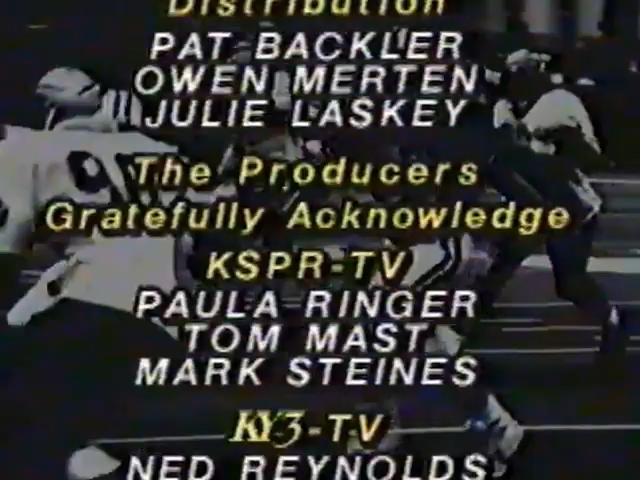 Distribution
PAT BACKLER
OWEN MERTEN
JULIE LASKEY
The Producers
Gratefully Acknowledge
KSPR-TV
PAULA RINGER
TOM MAST
MARK STEINES
KY3-TV
NED REYNOLDS